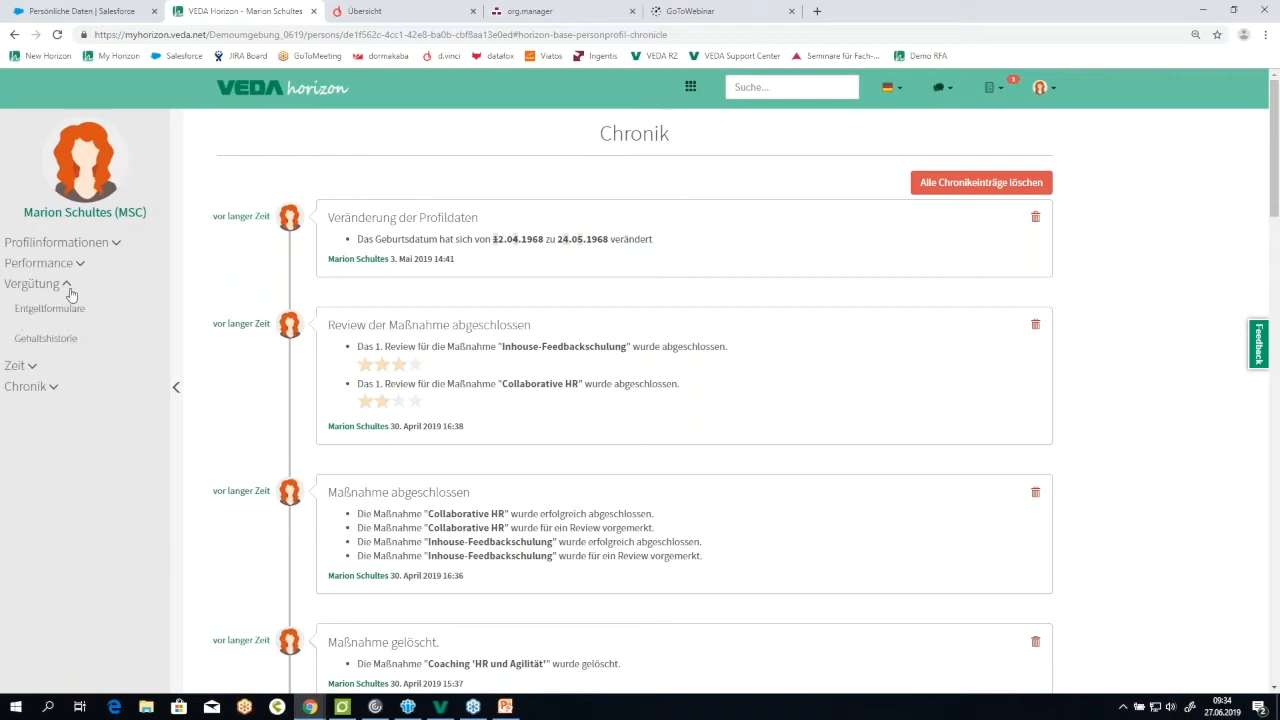 Persönliche Daten | Salesforce
VEDA HORIZON - Marion Schultes
Übersicht
org.manager
GoToWebinar
https://myhorizon.veda.net/Demoumgebung_0619/persons/de1f562c-4cc1-42e8-ba0b-cbf8aa13e0ed#horizon-base-personprofil-chronicle
New Horizon
My Horizon
Salesforce
JIRA Board
GoToMeeting
dormakaba
d.vinci
datafox
Viatos
Ingentis
VEDA RZ
VEDA Support Center
Seminare für Fach-...
Demo RFA
VEDA horizon
Suche...
Marion Schultes (MSC)
Profilinformationen
Performance
Vergütung
Entgeltformulare
Gehaltshistorie
Zeit
Chronik
Chronik
Alle Chronikeinträge löschen
vor langer Zeit
Veränderung der Profildaten
Das Geburtsdatum hat sich von 12.04.1968 zu 24.05.1968 verändert
Marion Schultes 3. Mai 2019 14:41
vor langer Zeit
Review der Maßnahme abgeschlossen
Das 1. Review für die Maßnahme "Inhouse-Feedbackschulung" wurde abgeschlossen.
Das 1. Review für die Maßnahme "Collaborative HR" wurde abgeschlossen.
Marion Schultes 30. April 2019 16:38
vor langer Zeit
Maßnahme abgeschlossen
Die Maßnahme "Collaborative HR" wurde erfolgreich abgeschlossen.
Die Maßnahme "Collaborative HR" wurde für ein Review vorgemerkt.
Die Maßnahme "Inhouse-Feedbackschulung" wurde erfolgreich abgeschlossen.
Die Maßnahme "Inhouse-Feedbackschulung" wurde für ein Review vorgemerkt.
Marion Schultes 30. April 2019 16:36
vor langer Zeit
Maßnahme gelöscht.
Die Maßnahme "Coaching 'HR und Agilität'" wurde gelöscht.
Marion Schultes 30. April 2019 15:37
Feedback
09:34
27.06.2019